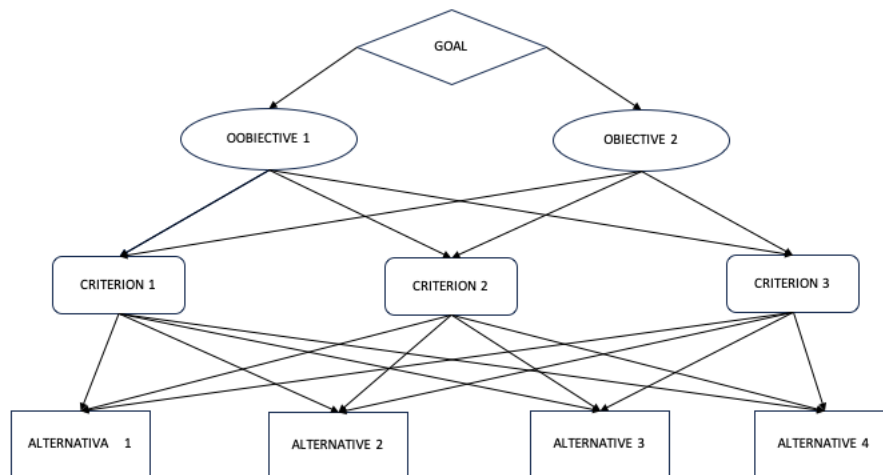 GOAL
OOBIECTIVE 1
OBIECTIVE 2
CRITERION 1
CRITERION 2
CRITERION 3
ALTERNATIVA 1
ALTERNATIVE 2
ALTERNATIVE 3
ALTERNATIVE 4